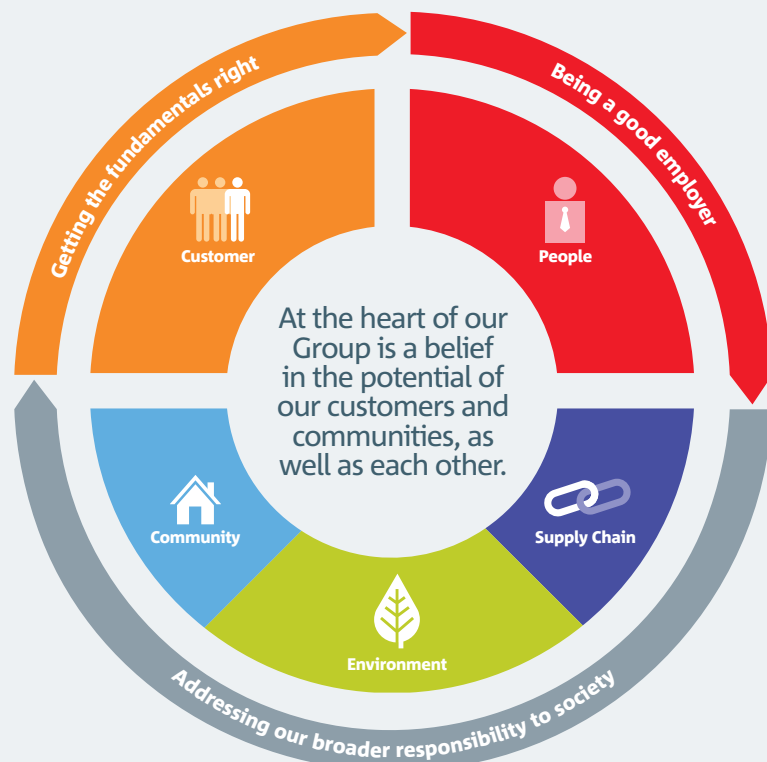 Getting the fundamentals right
Being a good employer
Customer
People
At the heart of our
Group is a belief
in the potential of
our customers and
communities, as
well as each other.
Community
Supply Chain
Environment
Addressing our broader responsibility to society